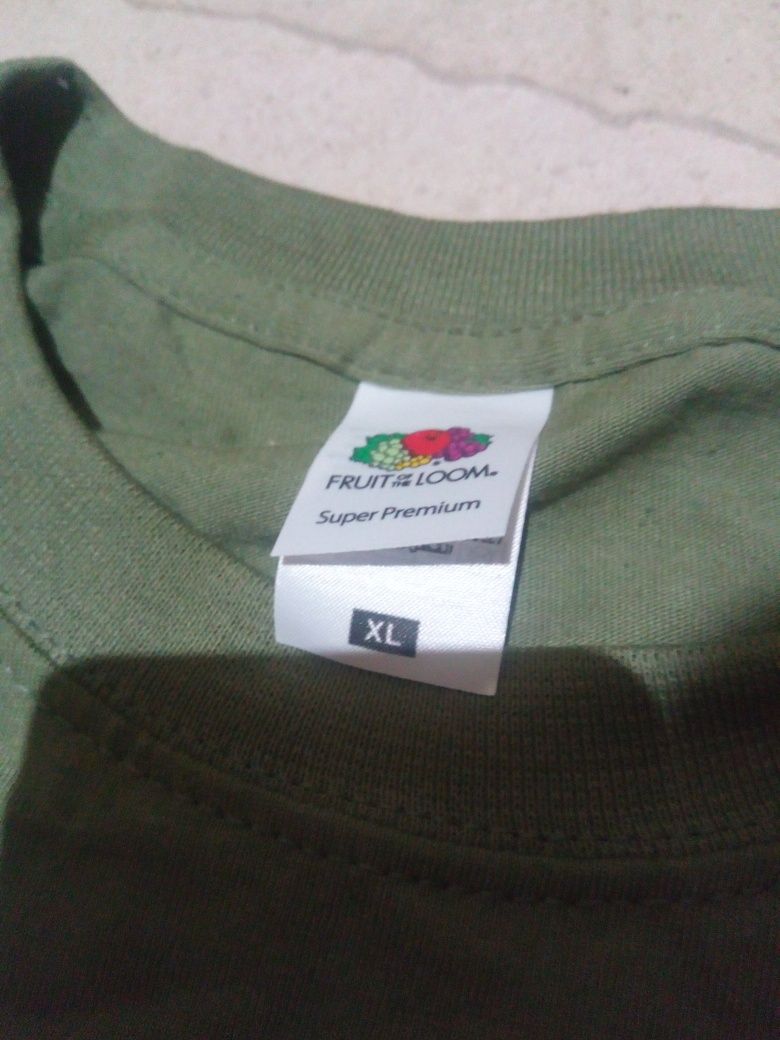 FRUIT OF THE LOOM®
Super Premium
XL